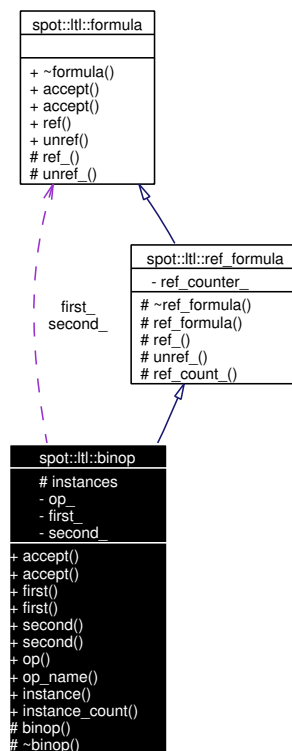 spot::ltl::formula
+ ~formula()
+ accept()
+ accept()
+ ref()
+ unref()
# ref_()
# unref_()
spot::ltl::ref_formula
- ref_counter_
# ~ref_formula()
# ref_formula()
# ref_()
# unref_()
# ref_count_()
first_
second_
spot::ltl::binop
# instances
- op_
- first_
- second_
+ accept()
+ accept()
+ first()
+ first()
+ second()
+ second()
+ op()
+ op_name()
+ instance()
+ instance_count()
# binop()
# ~binop()